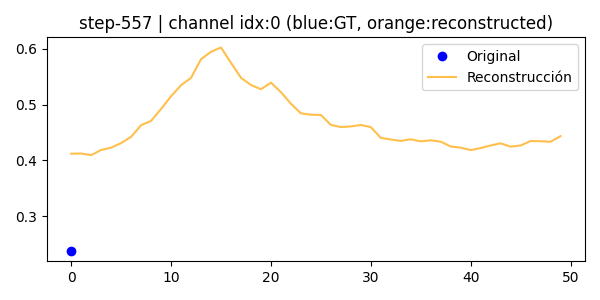 step-557 | channel idx:0 (blue:GT, orange:reconstructed)
Original
Reconstrucción
0.6
0.5
0.4
0.3
0 10 20 30 40 50